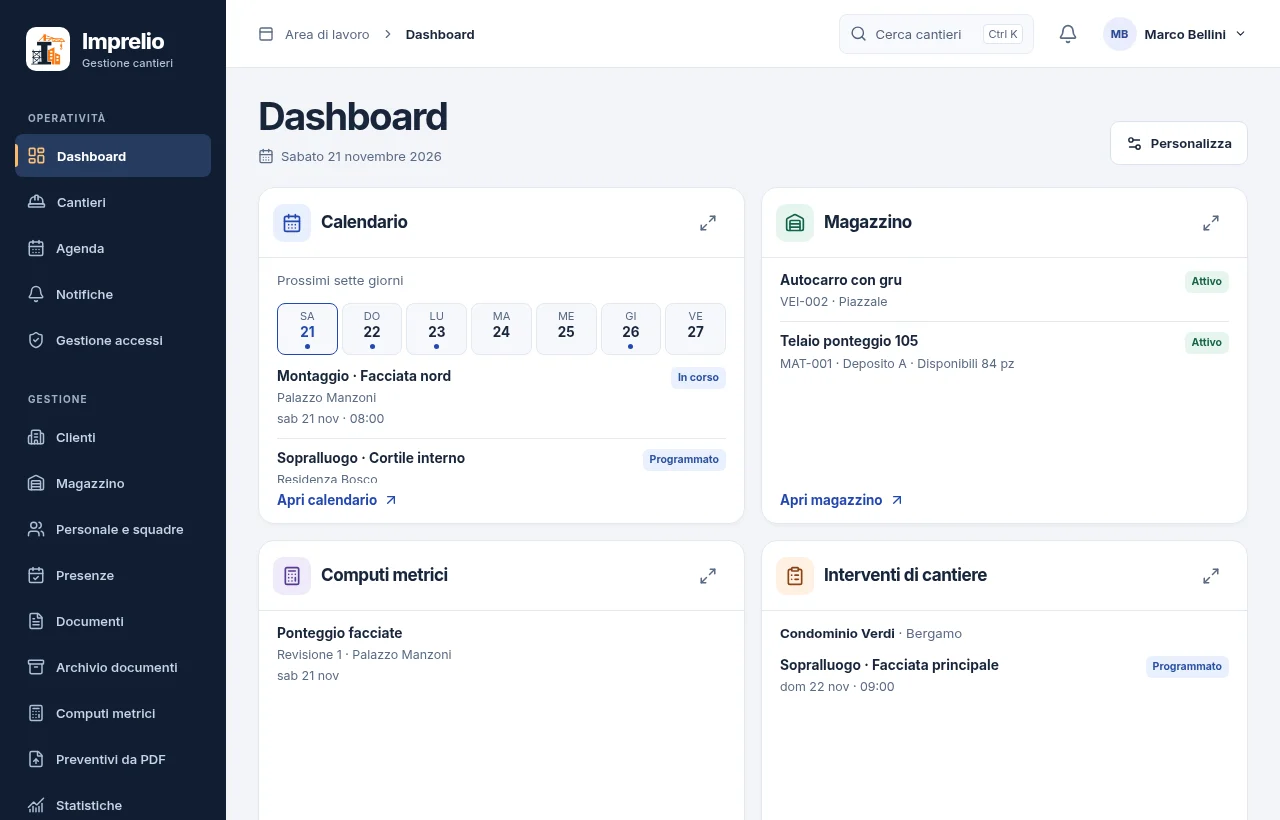 Imprelio
Gestione cantieri
OPERATIVITÀ
Dashboard
Cantieri
Agenda
Notifiche
Gestione accessi
GESTIONE
Clienti
Magazzino
Personale e squadre
Presenze
Documenti
Archivio documenti
Computi metrici
Preventivi da PDF
Statistiche
Area di lavoro
Dashboard
Cerca cantieri
Ctrl K
MB
Marco Bellini
Dashboard
Sabato 21 novembre 2026
Personalizza
Calendario
Prossimi sette giorni
SA DO LU MA ME GI VE
21 22 23 24 25 26 27
Montaggio · Facciata nord
In corso
Palazzo Manzoni
sab 21 nov · 08:00
Sopralluogo · Cortile interno
Programmato
Residenza Bosco
Apri calendario
Magazzino
Autocarro con gru
Attivo
VEI-002 · Piazzale
Telaio ponteggio 105
Attivo
MAT-001 · Deposito A · Disponibili 84 pz
Apri magazzino
Computi metrici
Ponteggio facciate
Revisione 1 · Palazzo Manzoni
sab 21 nov
Interventi di cantiere
Condominio Verdi · Bergamo
Sopralluogo · Facciata principale
Programmato
dom 22 nov · 09:00